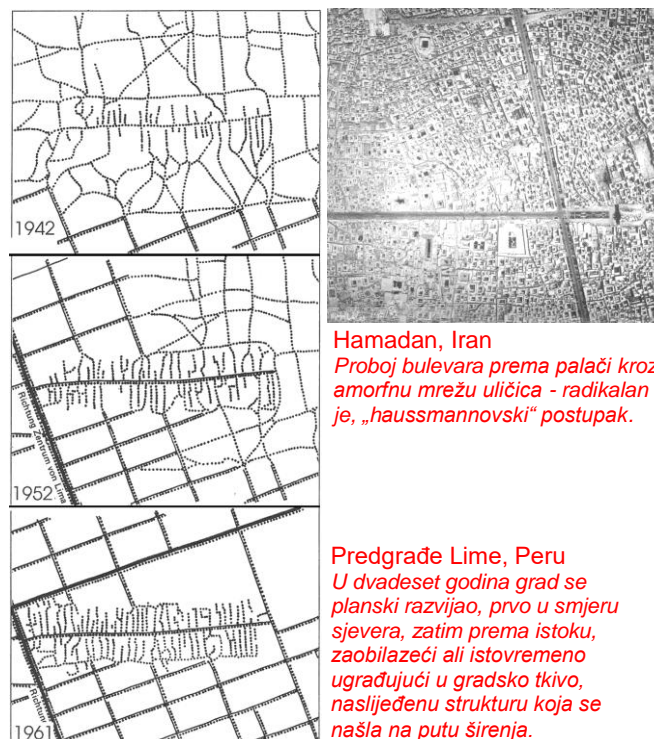 1942
Richtung Zentrum von Lima
1952
Richtung
1961
Hamadan, Iran
Proboj bulevara prema palači kroz
amorfnu mrežu uličica - radikalan
je, „haussmannovski“ postupak.
Predgrađe Lime, Peru
U dvadeset godina grad se
planski razvijao, prvo u smjeru
sjevera, zatim prema istoku,
zaobilazeći ali istovremeno
ugrađujući u gradsko tkivo,
naslijeđenu strukturu koja se
našla na putu širenja.